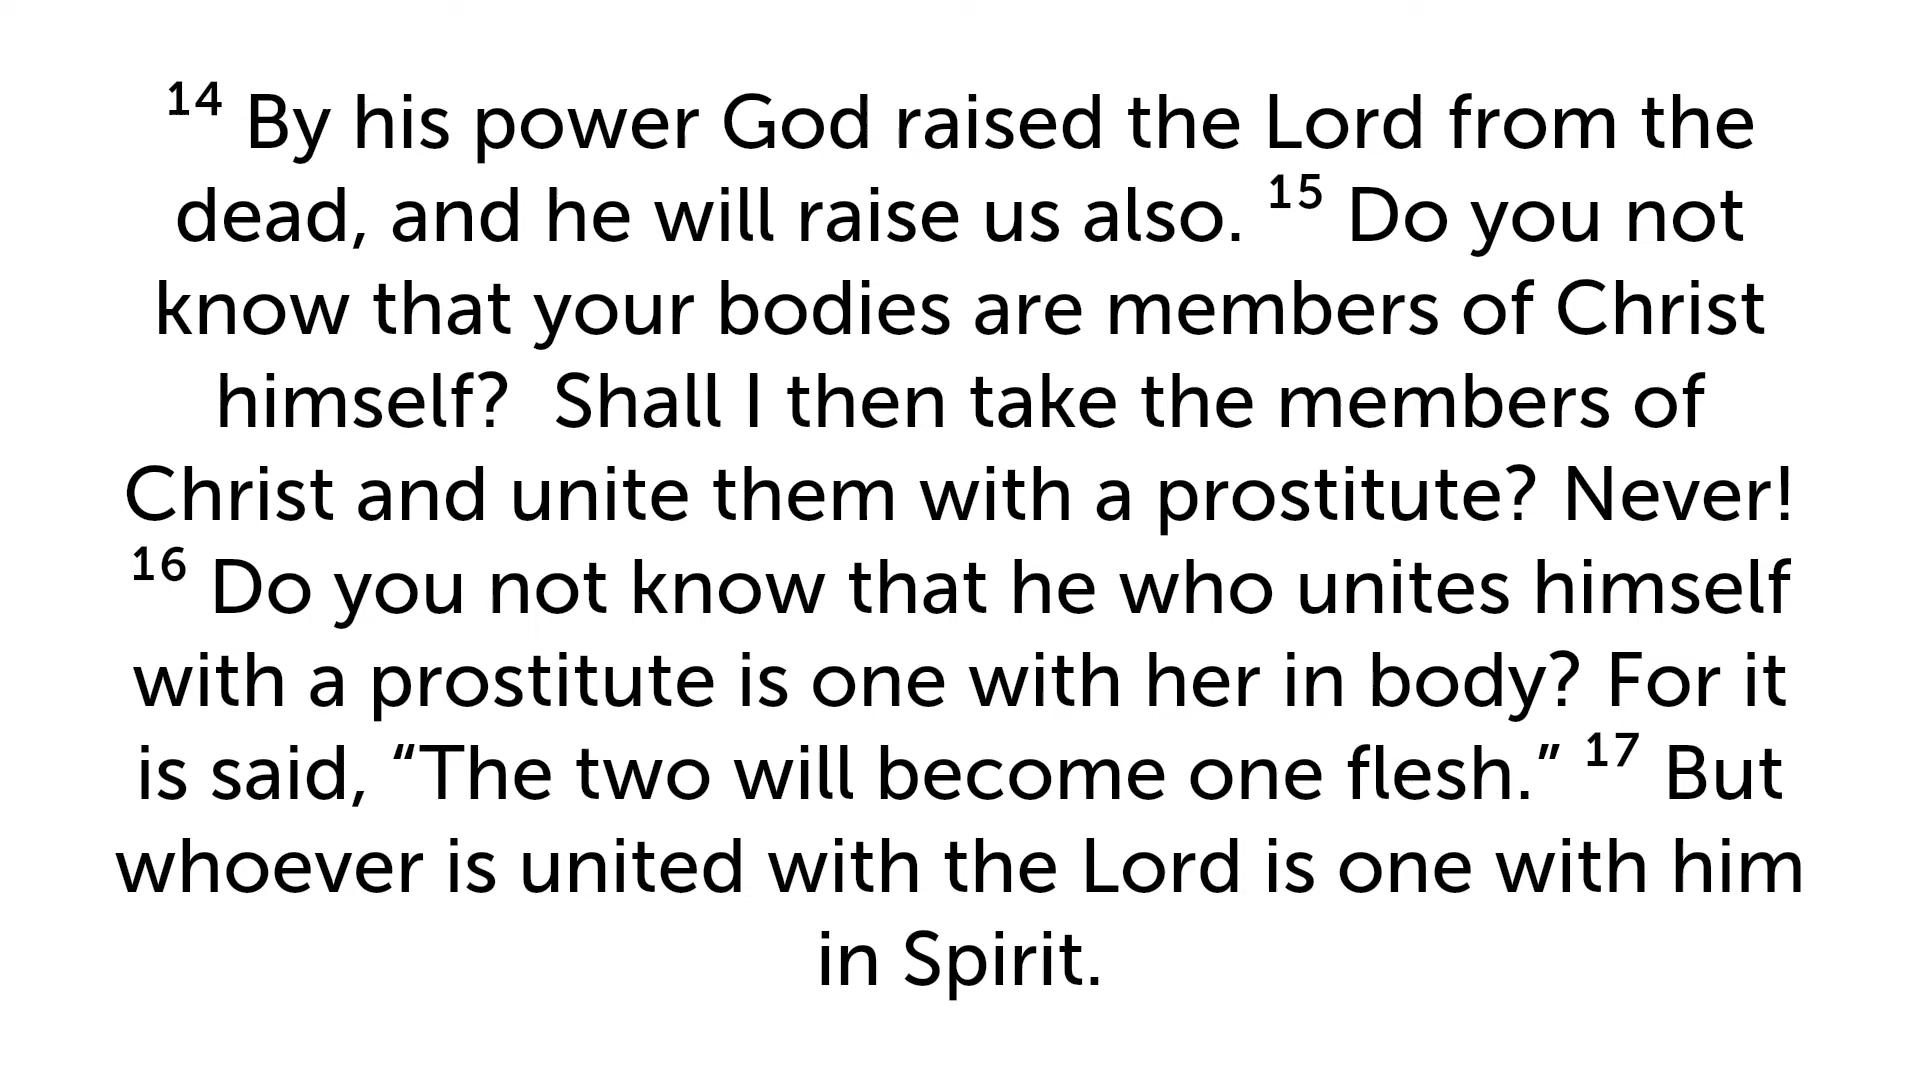 14 By his power God raised the Lord from the
dead, and he will raise us also. 15 Do you not
know that your bodies are members of Christ
himself?  Shall I then take the members of
Christ and unite them with a prostitute? Never!
16 Do you not know that he who unites himself
with a prostitute is one with her in body? For it
is said, “The two will become one flesh.” 17 But
whoever is united with the Lord is one with him
in Spirit.